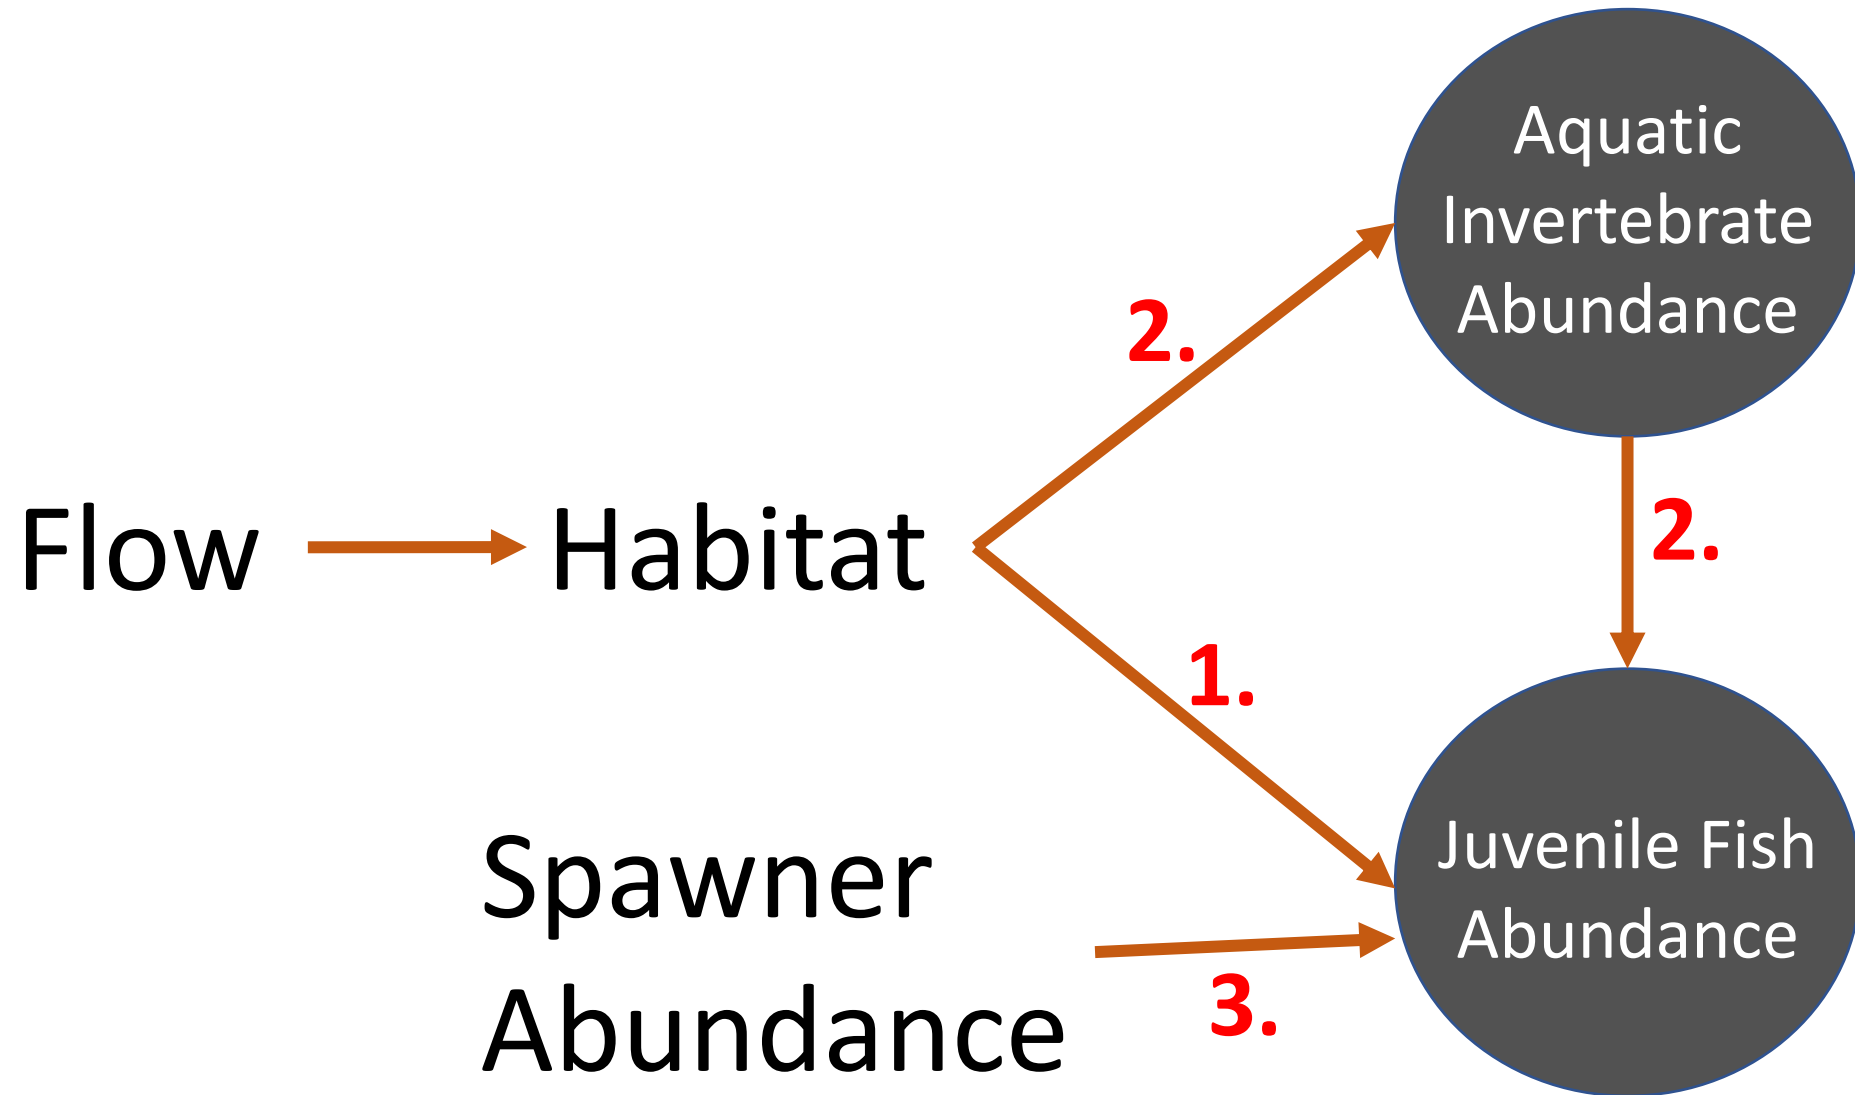 Aquatic
Invertebrate
Abundance
2.
2.
Flow
Habitat
1.
Spawner
Abundance
3.
Juvenile Fish
Abundance